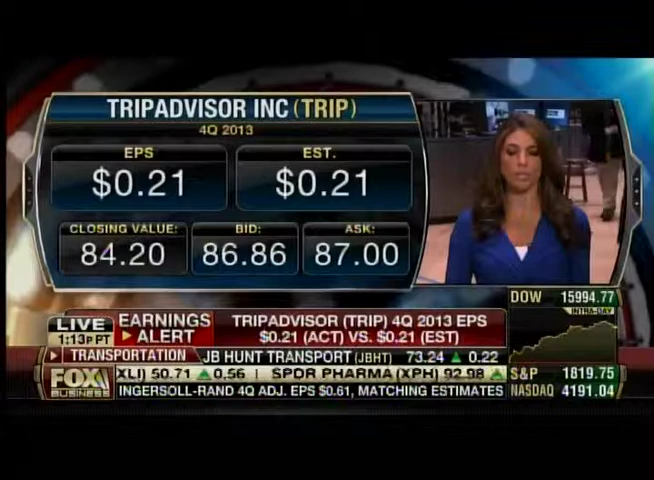 TRIPADVISOR INC (TRIP)
4Q 2013
EPS
$0.21
EST.
$0.21
CLOSING VALUE:
84.20
BID:
86.86
ASK:
87.00
DOW 15994.77
INTRA-DAY
LIVE
1:13P PT
EARNINGS
ALERT
TRIPADVISOR (TRIP) 4Q 2013 EPS
$0.21 (ACT) VS. $0.21 (EST)
TRANSPORTATION JB HUNT TRANSPORT (JBHT) 73.24 ▲ 0.22
FOX
BUSINESS
XLI) 50.71 ▲ 0.56 | SPDR PHARMA (XPH) 92.98 ▲
INGERSOLL-RAND 4Q ADJ. EPS $0.61, MATCHING ESTIMATES
S&P 1819.75
NASDAQ 4191.04